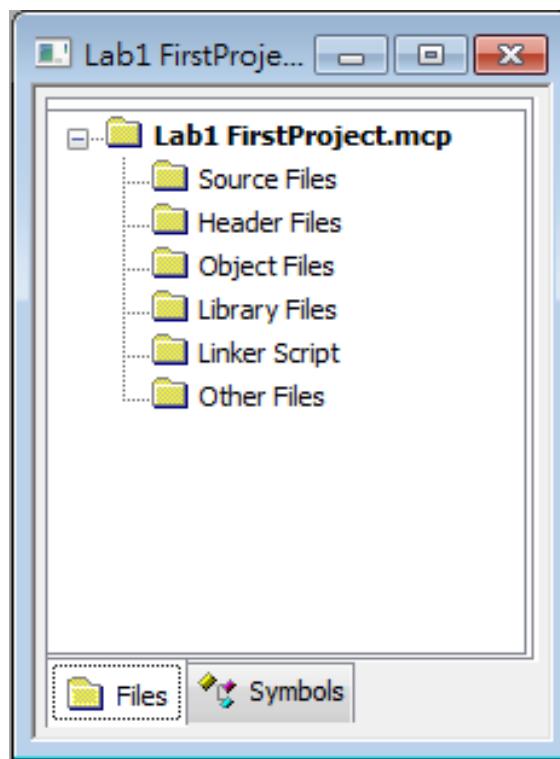 Lab1 FirstProje...
Lab1 FirstProject.mcp
Source Files
Header Files
Object Files
Library Files
Linker Script
Other Files
Files
Symbols